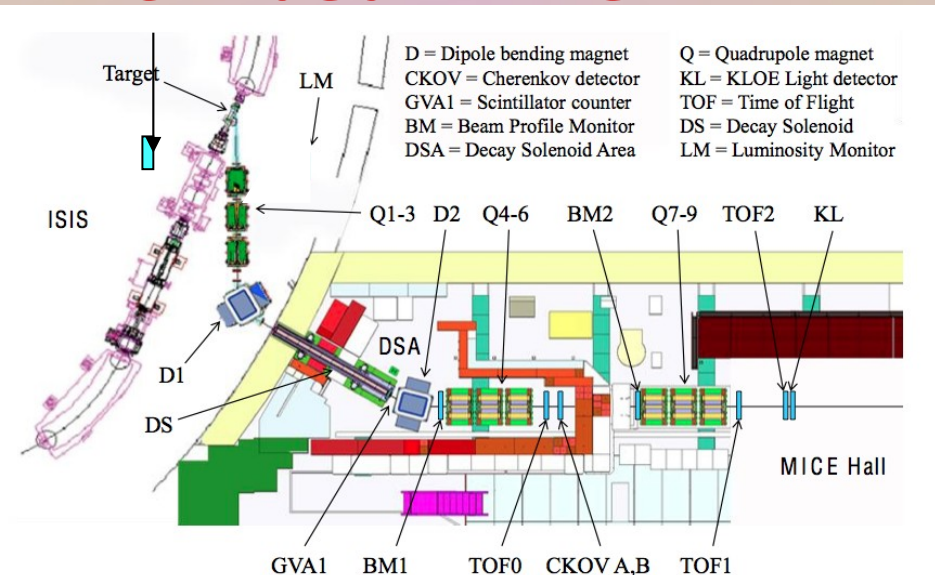 D = Dipole bending magnet
CKOV = Cherenkov detector
GVA1 = Scintillator counter
BM = Beam Profile Monitor
DSA = Decay Solenoid Area
Q = Quadrupole magnet
KL = KLOE Light detector
TOF = Time of Flight
DS = Decay Solenoid
LM = Luminosity Monitor
Target
LM
ISIS
Q1-3 D2 Q4-6 BM2 Q7-9 TOF2 KL
DSA
D1
DS
MICE Hall
GVA1 BM1 TOF0 CKOV A,B TOF1